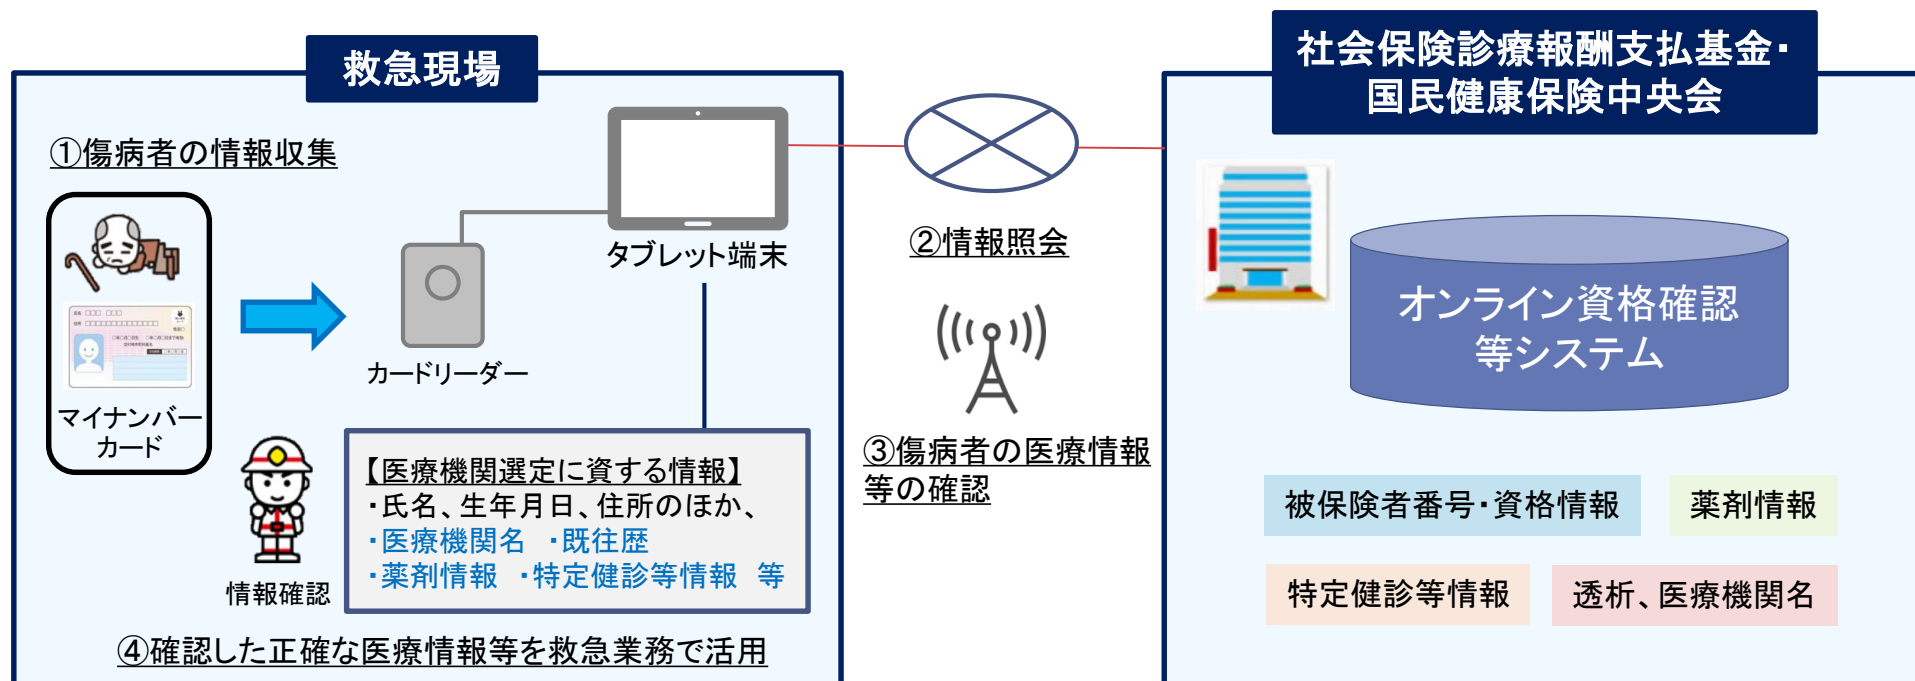 救急現場
①傷病者の情報収集
マイナンバー
カード
カードリーダー
タブレット端末
情報確認
【医療機関選定に資する情報】
・氏名、生年月日、住所のほか、
・医療機関名 ・既往歴
・薬剤情報 ・特定健診等情報 等
④確認した正確な医療情報等を救急業務で活用
②情報照会
③傷病者の医療情報
等の確認
社会保険診療報酬支払基金・
国民健康保険中央会
オンライン資格確認
等システム
被保険者番号・資格情報
薬剤情報
特定健診等情報
透析、医療機関名